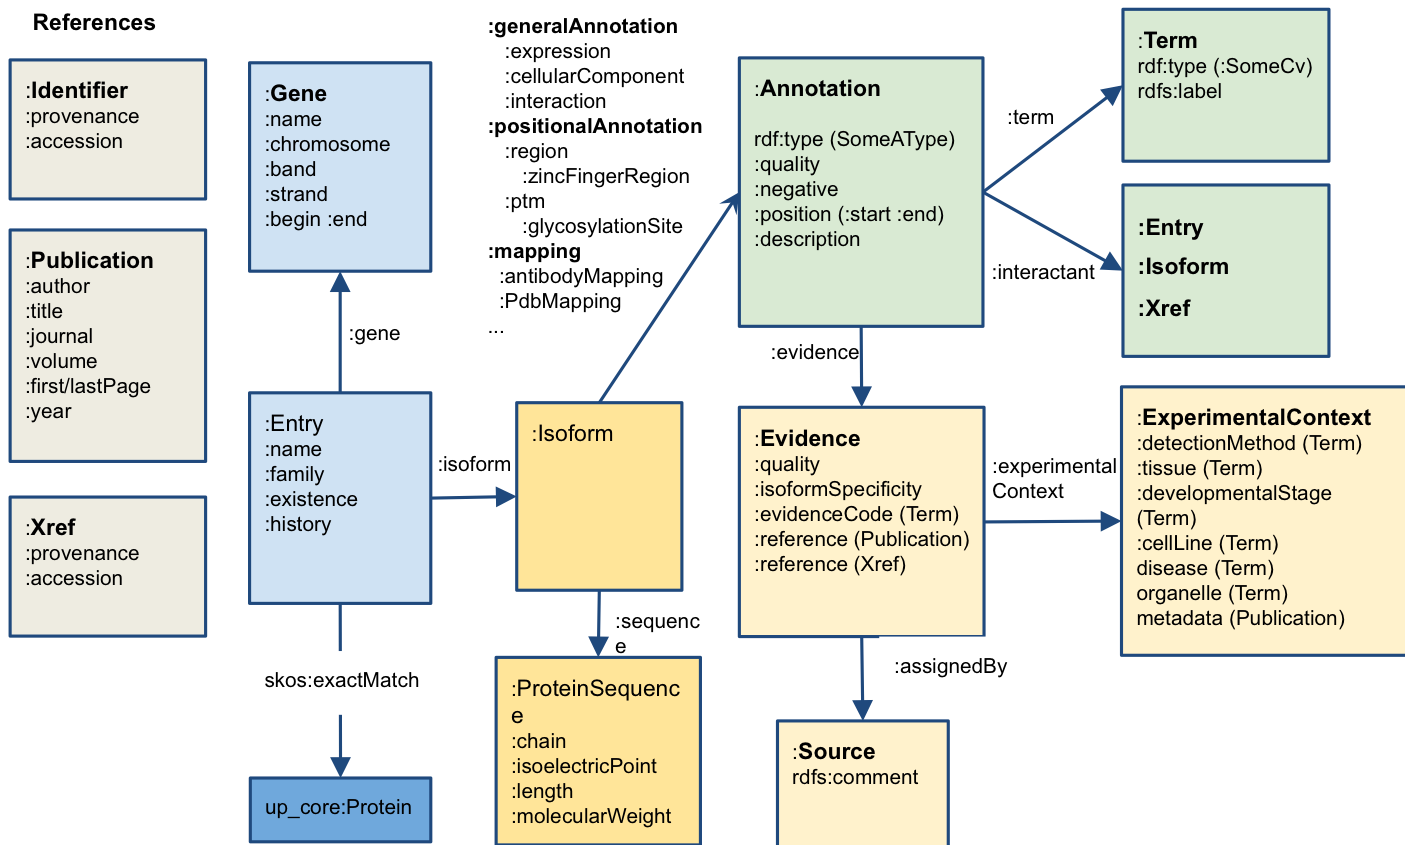 References
:Identifier
:provenance
:accession
:Publication
:author
:title
:journal
:volume
:first/lastPage
:year
:Xref
:provenance
:accession
:Gene
:name
:chromosome
:band
:strand
:begin :end
:gene
:Entry
:name
:family
:existence
:history
skos:exactMatch
up_core:Protein
:isoform
:generalAnnotation
:expression
:cellularComponent
:interaction
:positionalAnnotation
:region
:zincFingerRegion
:ptm
:glycosylationSite
:mapping
:antibodyMapping
:PdbMapping
...
:Isoform
:sequenc
e
:ProteinSequenc
e
:chain
:isoelectricPoint
:length
:molecularWeight
:Annotation
rdf:type (SomeAType)
:quality
:negative
:position (:start :end)
:description
:evidence
:Evidence
:quality
:isoformSpecificity
:evidenceCode (Term)
:reference (Publication)
:reference (Xref)
:assignedBy
:Source
rdfs:comment
:term
:Term
rdf:type (:SomeCv)
rdfs:label
:interactant
:Entry
:Isoform
:Xref
:experimental
Context
:ExperimentalContext
:detectionMethod (Term)
:tissue (Term)
:developmentalStage
(Term)
:cellLine (Term)
disease (Term)
organelle (Term)
metadata (Publication)